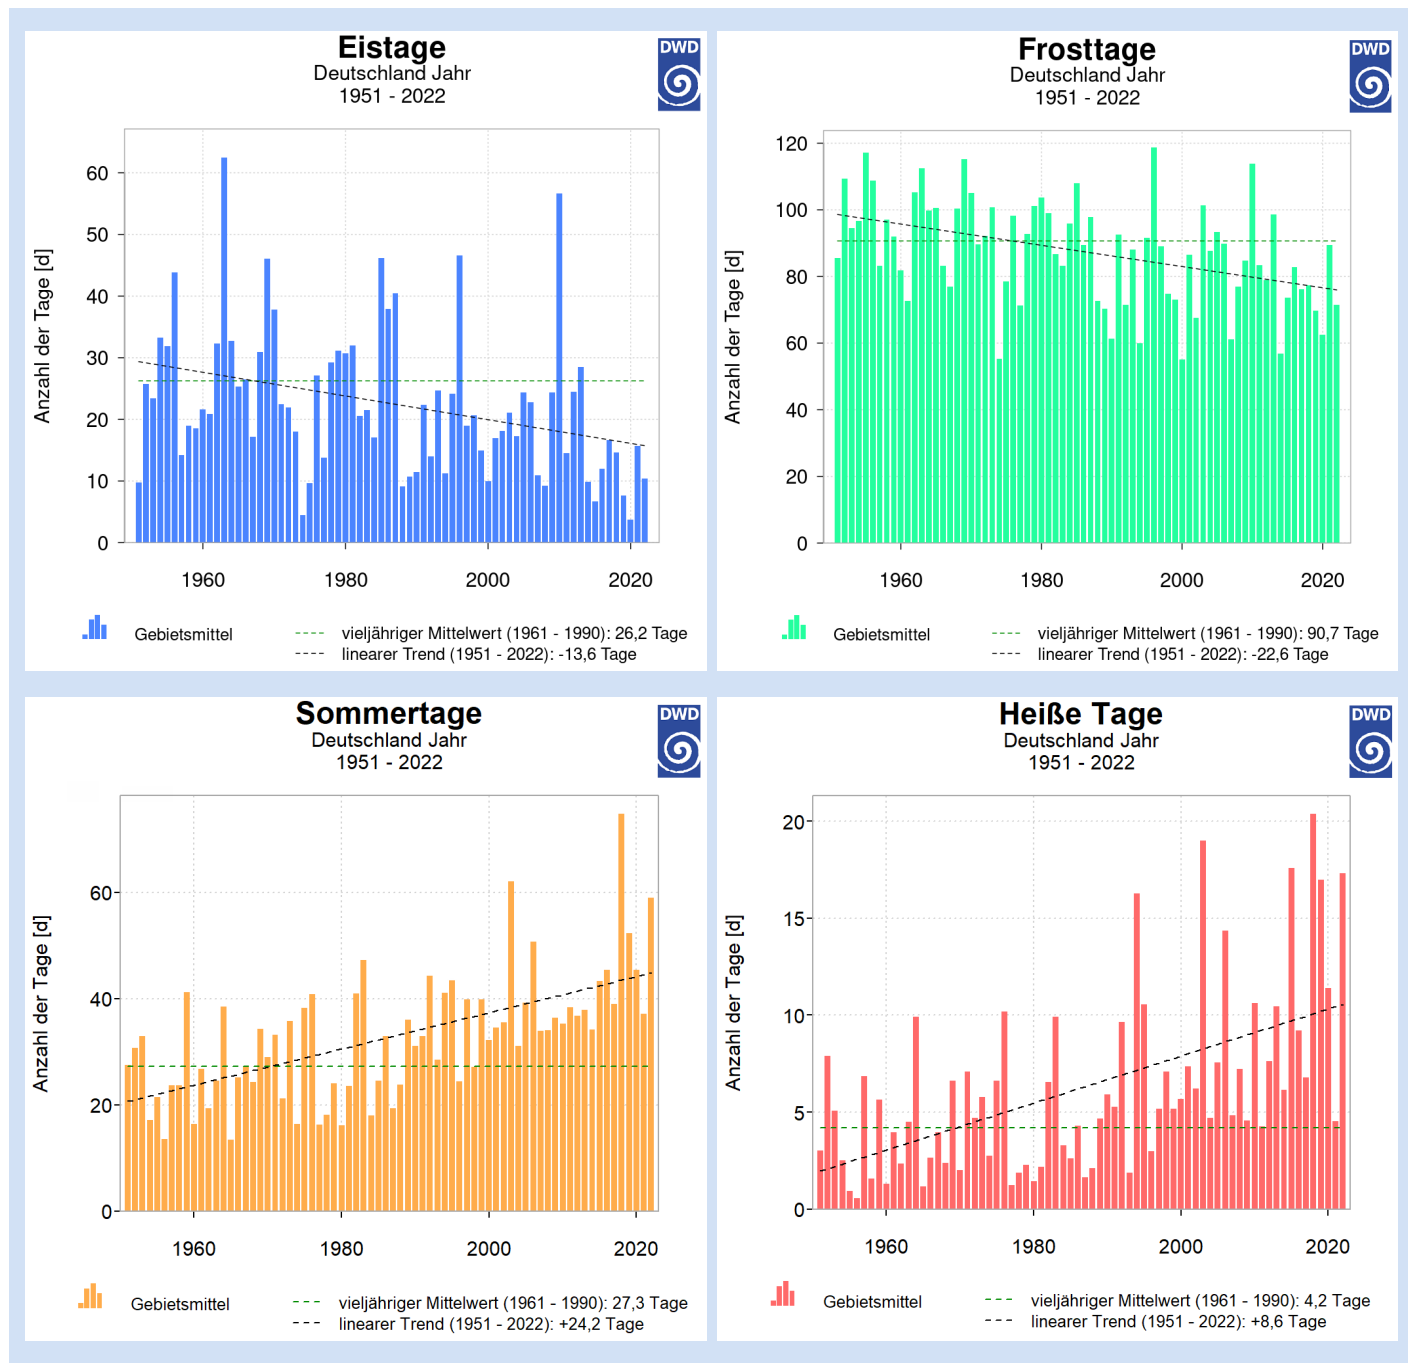 Eistage
Deutschland Jahr
1951 - 2022
DWD
Anzahl der Tage [d]
60
50
40
30
20
10
0
1960 1980 2000 2020
Gebietsmittel
vieljähriger Mittelwert (1961 - 1990): 26,2 Tage
linearer Trend (1951 - 2022): -13,6 Tage
Frosttage
Deutschland Jahr
1951 - 2022
DWD
Anzahl der Tage [d]
120
100
80
60
40
20
0
1960 1980 2000 2020
Gebietsmittel
vieljähriger Mittelwert (1961 - 1990): 90,7 Tage
linearer Trend (1951 - 2022): -22,6 Tage
Sommertage
Deutschland Jahr
1951 - 2022
DWD
Anzahl der Tage [d]
60
40
20
0
1960 1980 2000 2020
Gebietsmittel
vieljähriger Mittelwert (1961 - 1990): 27,3 Tage
linearer Trend (1951 - 2022): +24,2 Tage
Heiße Tage
Deutschland Jahr
1951 - 2022
DWD
Anzahl der Tage [d]
20
15
10
5
0
1960 1980 2000 2020
Gebietsmittel
vieljähriger Mittelwert (1961 - 1990): 4,2 Tage
linearer Trend (1951 - 2022): +8,6 Tage